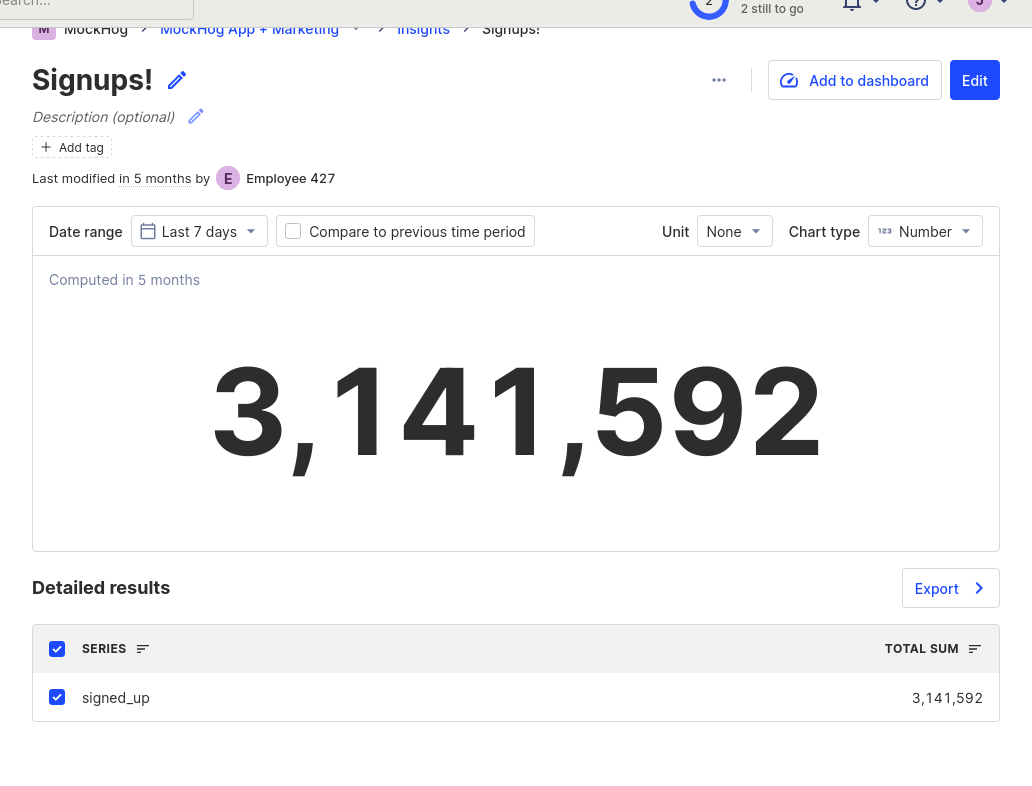 Search...
2
2 still to go
?
J
M MockHog MockHog App + Marketing Insights Signups!
Signups!
Add to dashboard
Edit
Description (optional)
Add tag
Last modified in 5 months by E Employee 427
Date range Last 7 days Compare to previous time period Unit None Chart type 123 Number
Computed in 5 months
3,141,592
Detailed results
Export
SERIES TOTAL SUM
signed_up 3,141,592